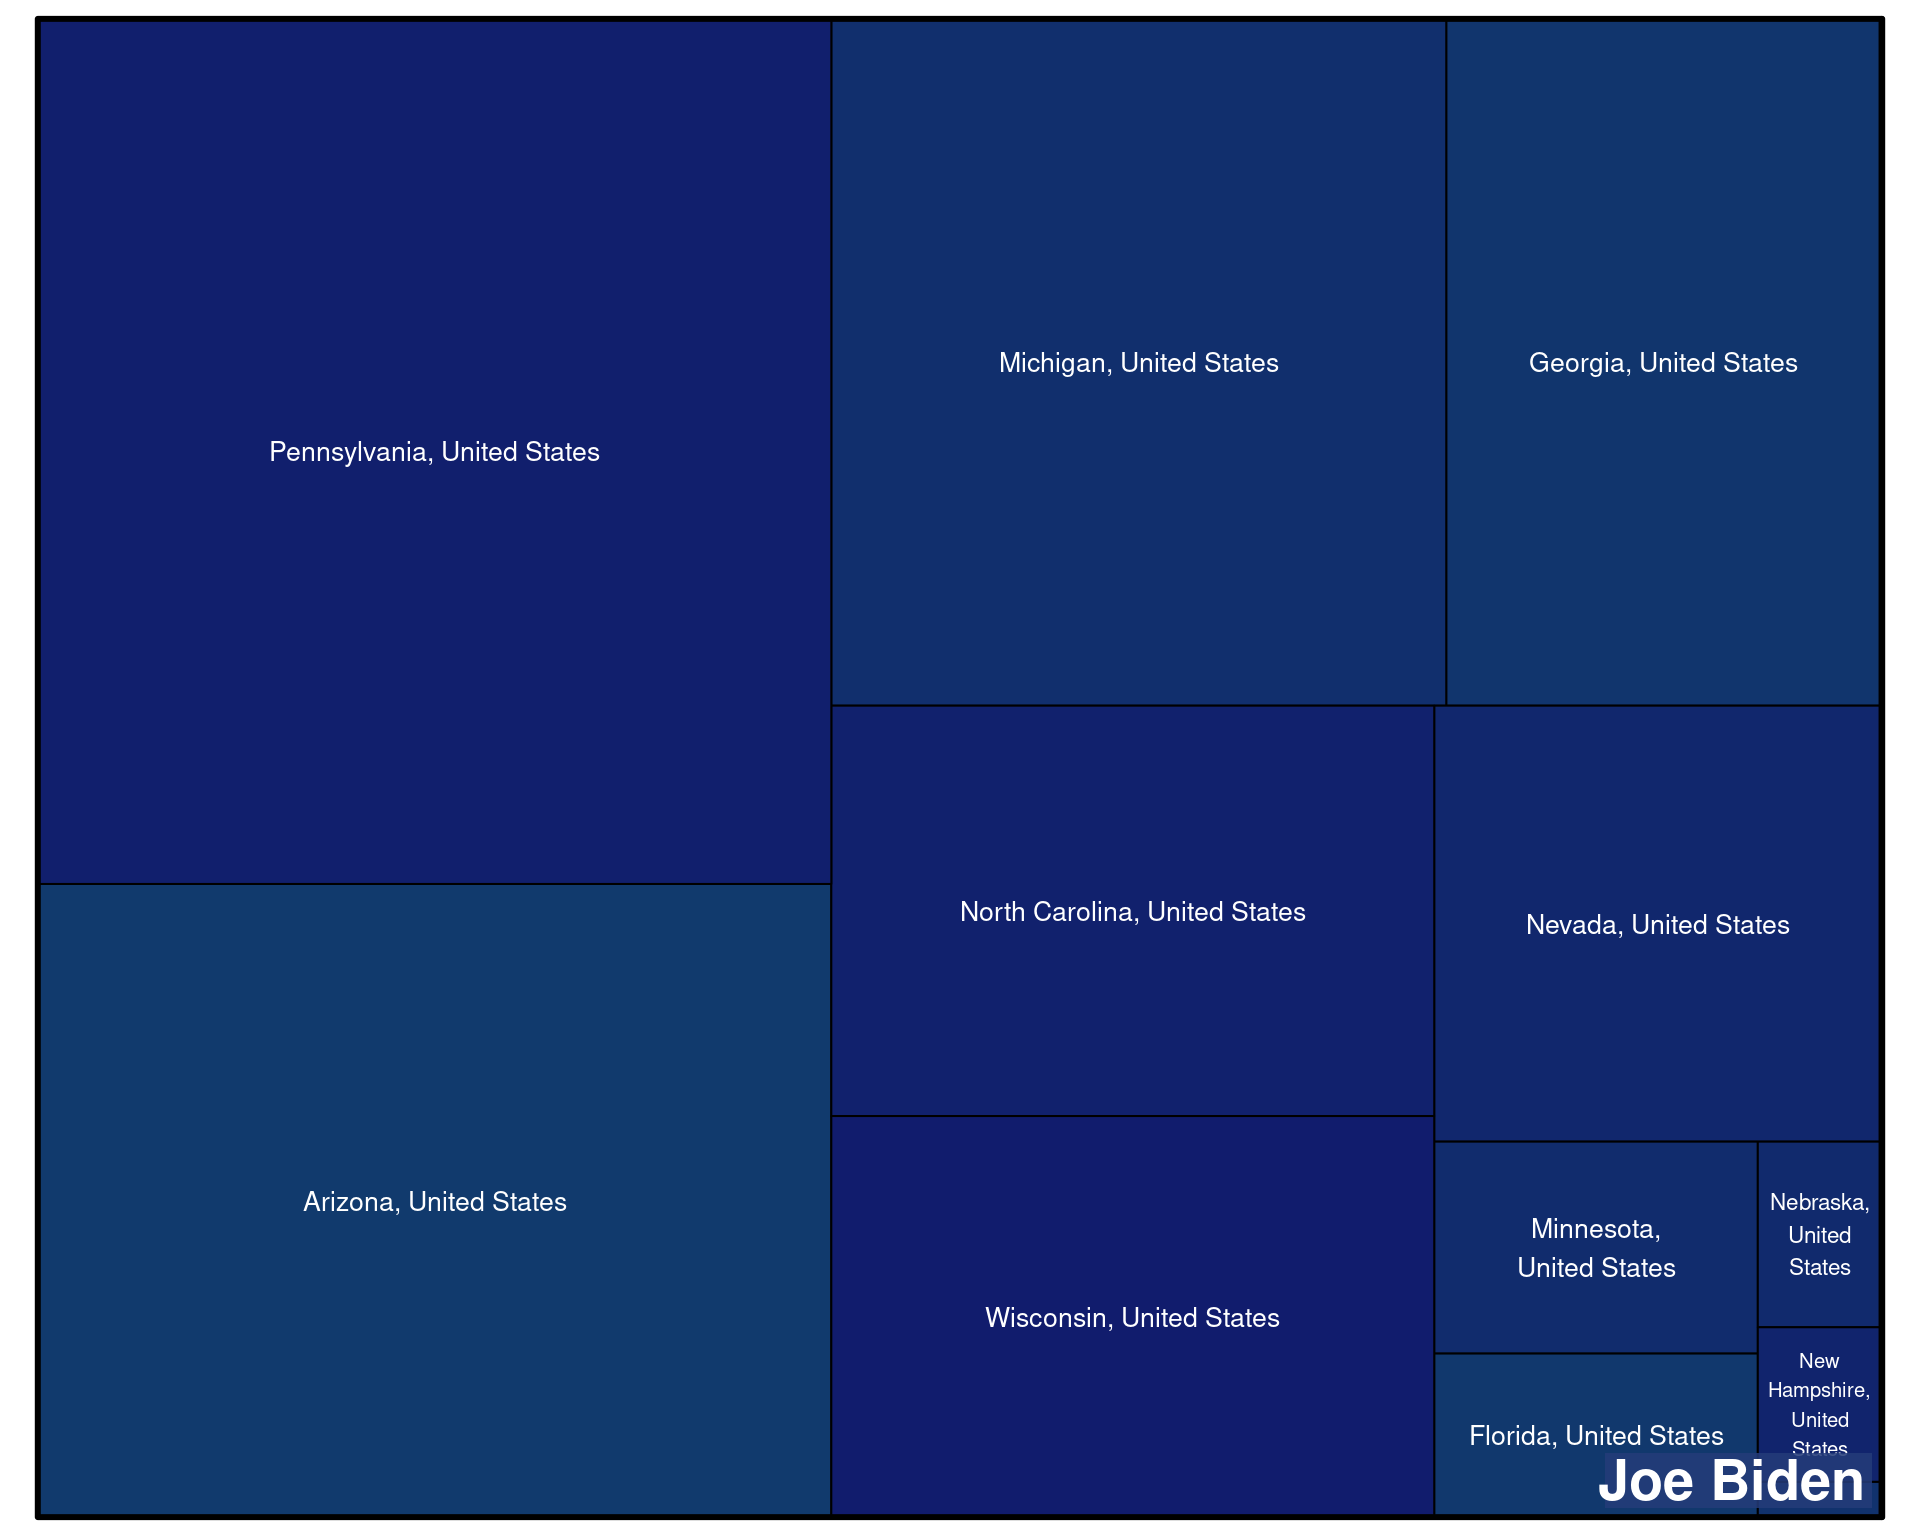 Pennsylvania, United States
Michigan, United States
Georgia, United States
North Carolina, United States
Nevada, United States
Arizona, United States
Wisconsin, United States
Minnesota,
United States
Nebraska,
United
States
Florida, United States
New
Hampshire,
United
States
Joe Biden